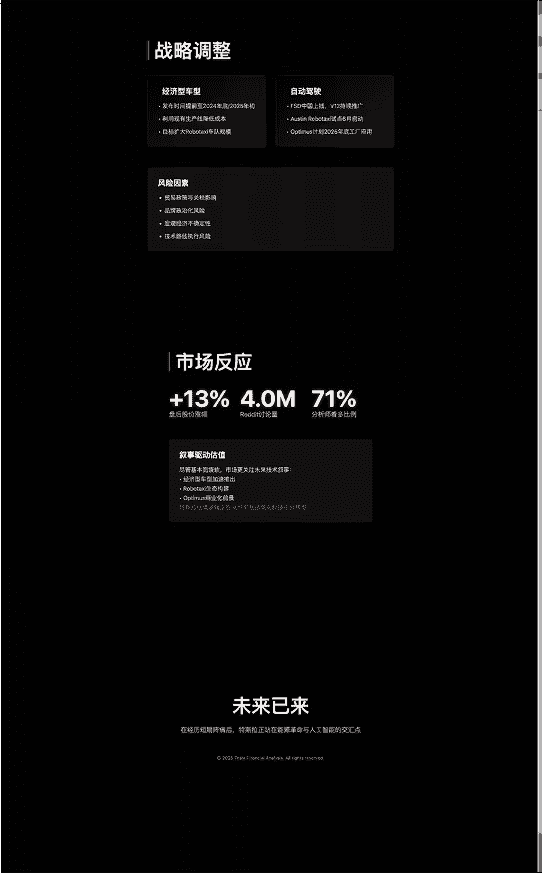 战略调整
经济型车型
• 发布时间提前至2024年底/2025年初
• 利用现有生产线降低成本
• 目标扩大Robotaxi车队规模
自动驾驶
• FSD中国上线，V13持续推广
• Austin Robotaxi试点6月启动
• Optimus计划2025年底工厂应用
风险因素
• 贸易政策与关税影响
• 品牌政治化风险
• 宏观经济不确定性
• 技术路线执行风险
市场反应
+13%
盘后股价涨幅
4.0M
Reddit讨论量
71%
分析师看多比例
叙事驱动估值
尽管基本面疲软，市场更关注未来技术叙事：
• 经济型车型加速推出
• Robotaxi生态构建
• Optimus商业化前景
未来已来
在经历短期阵痛后，特斯拉正站在能源革命与人工智能的交汇点
© 2025 Tesla Financial Analysis. All rights reserved.